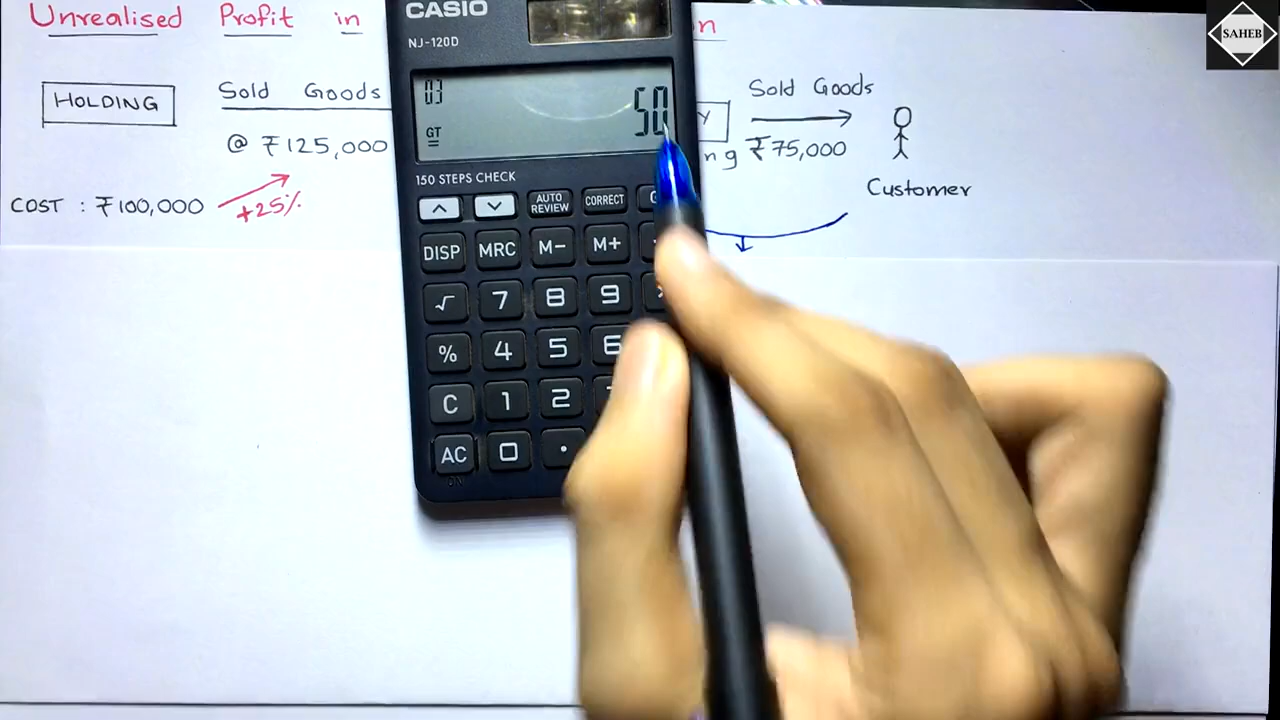 Unrealised Profit in n
SAHEB
CASIO
NJ-120D
03
50
GT
150 STEPS CHECK
AUTO REVIEW CORRECT G
DISP MRC M− M+
√ 7 8 9
% 4 5 6
C 1 2
AC 0 .
ON
HOLDING
Sold Goods
@ ₹125,000
COST : ₹100,000
+25%
Y
Sold Goods
ng ₹75,000
Customer